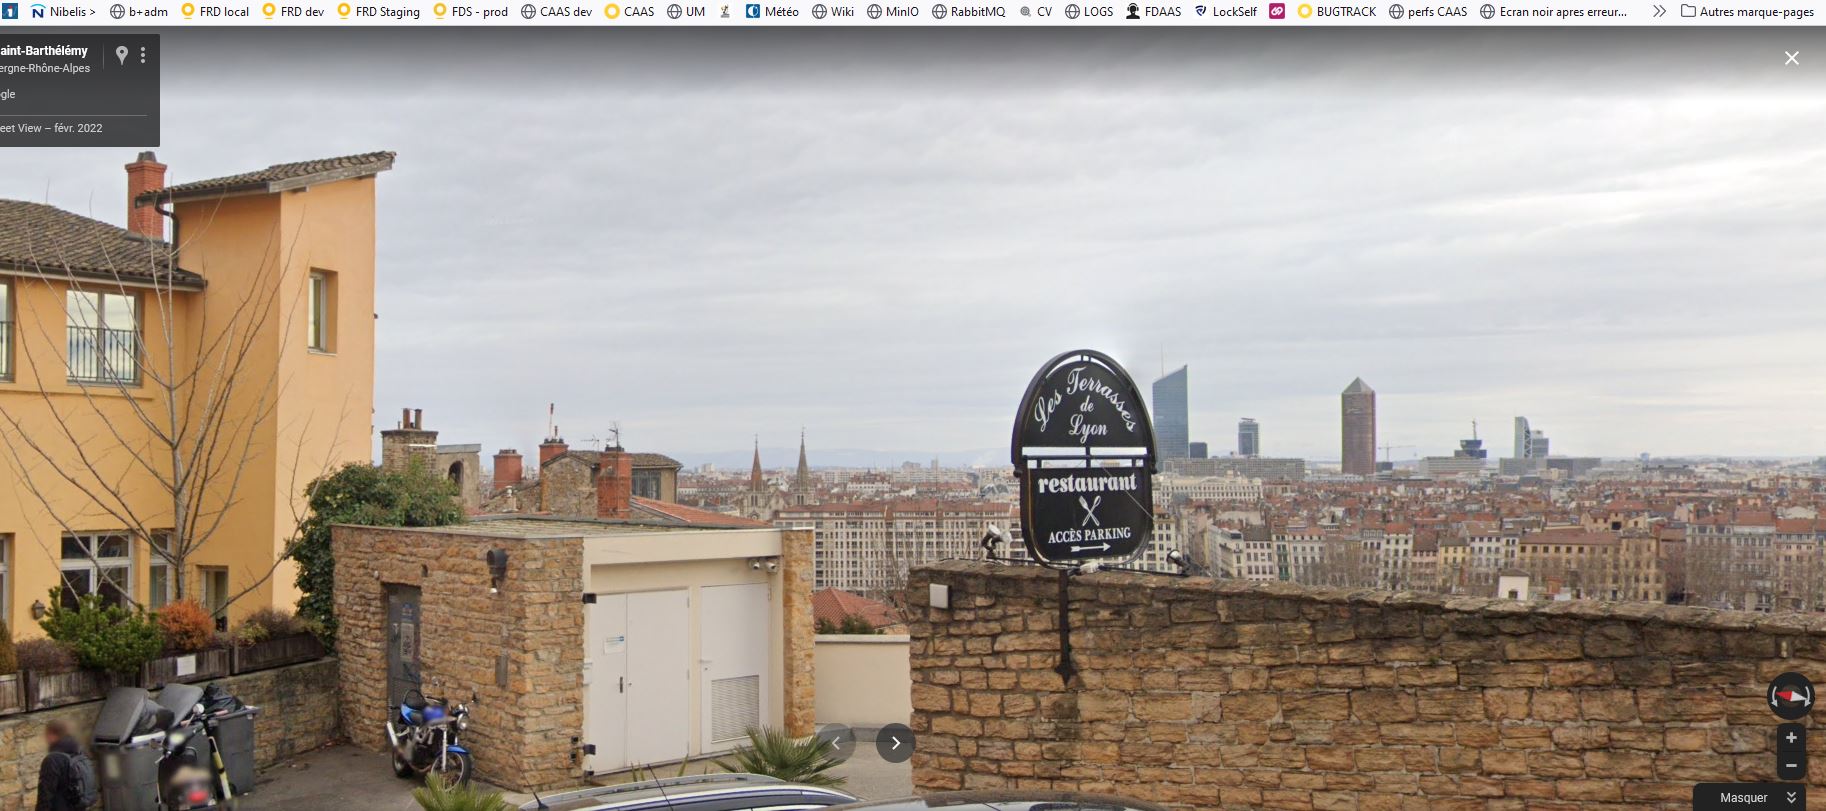 Nibelis >
b+adm
FRD local
FRD dev
FRD Staging
FDS - prod
CAAS dev
CAAS
UM
Météo
Wiki
MinIO
RabbitMQ
CV
LOGS
FDAAS
LockSelf
BUGTRACK
perfs CAAS
Ecran noir apres erreur...
Autres marque-pages
aint-Barthélémy
ergne-Rhône-Alpes
gle
eet View – févr. 2022
Les Terrasses
de
Lyon
restaurant
ACCÈS PARKING
Masquer